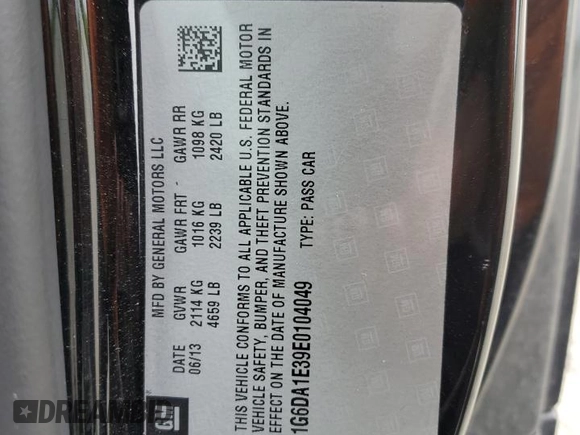 MFD BY GENERAL MOTORS LLC
DATE GVWR GAWR FRT - GAWR RR
06/13 2114 KG 1016 KG 1098 KG
4659 LB 2239 LB 2420 LB
THIS VEHICLE CONFORMS TO ALL APPLICABLE U.S. FEDERAL MOTOR
VEHICLE SAFETY, BUMPER, AND THEFT PREVENTION STANDARDS IN
EFFECT ON THE DATE OF MANUFACTURE SHOWN ABOVE.
1G6DA1E39E0104049 TYPE: PASS CAR
GM
DREAMBID